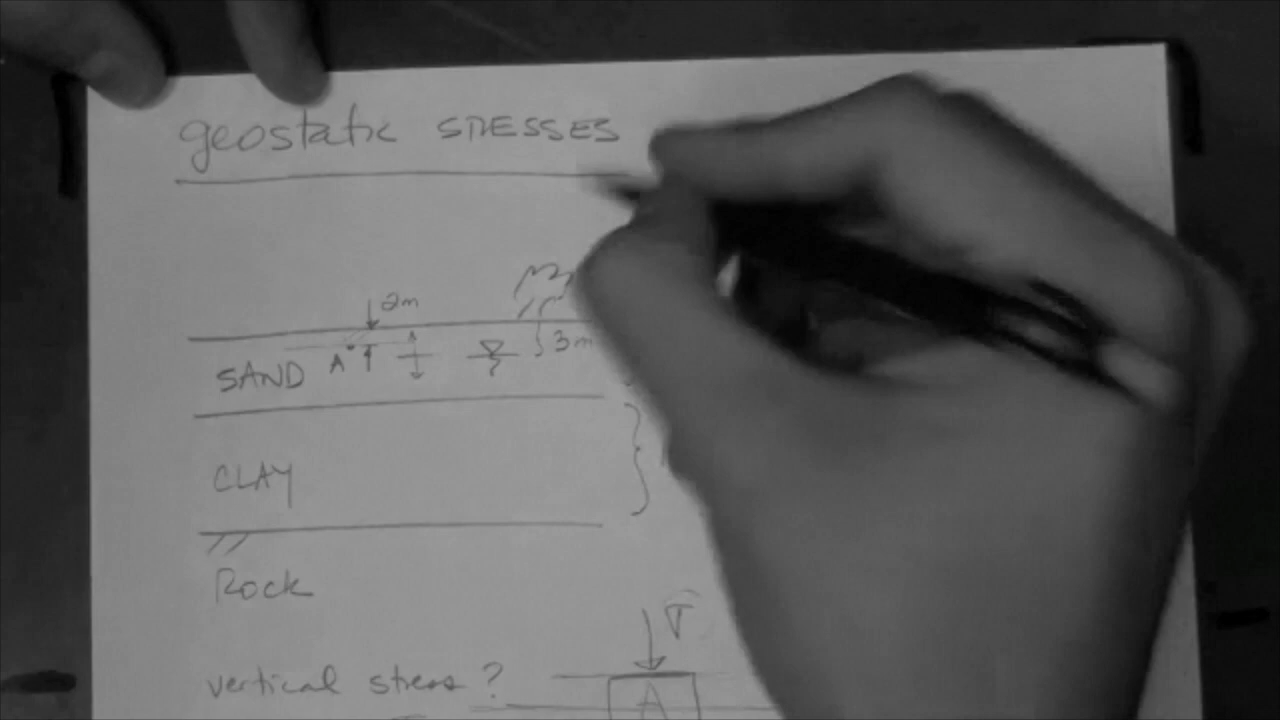 geostatic STRESSES
2m
SAND A 3m
CLAY
Rock
σ
vertical stress ?
A